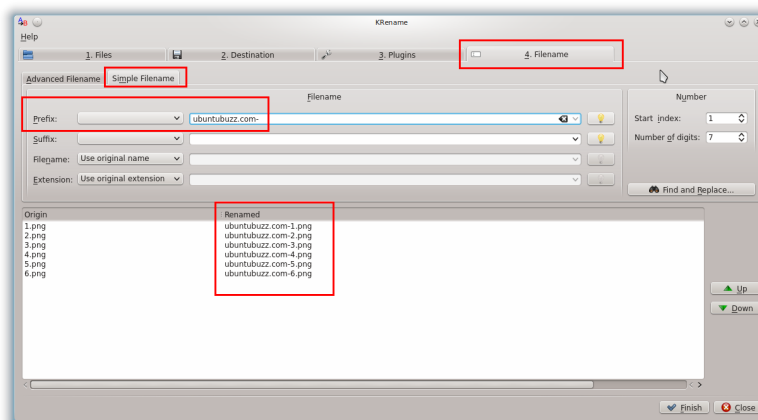 KRename
Help
1. Files
2. Destination
3. Plugins
4. Filename
Advanced Filename
Simple Filename
Filename
Number
Prefix:
ubuntubuzz.com-
Start index:
1
Suffix:
Number of digits:
7
Filename:
Use original name
Extension:
Use original extension
Find and Replace...
Origin
Renamed
1.png
ubuntubuzz.com-1.png
2.png
ubuntubuzz.com-2.png
3.png
ubuntubuzz.com-3.png
4.png
ubuntubuzz.com-4.png
5.png
ubuntubuzz.com-5.png
6.png
ubuntubuzz.com-6.png
Up
Down
Finish
Close